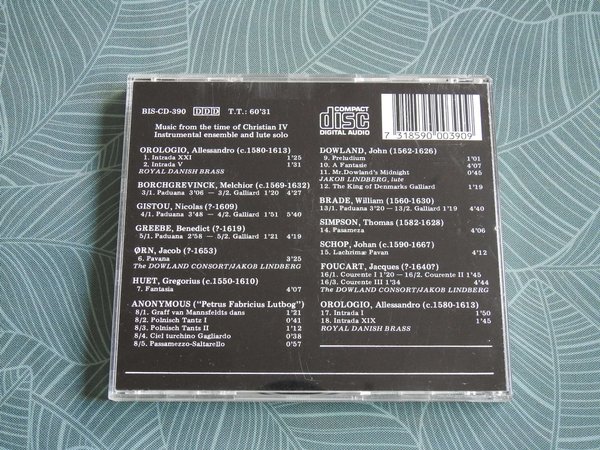 BIS-CD-390 DDD T.T.: 60'31
Music from the time of Christian IV
Instrumental ensemble and lute solo
OROLOGIO, Allessandro (c.1580-1613)
1. Intrada XXI 1'25
2. Intrada V 1'31
ROYAL DANISH BRASS
BORCHGREVINCK, Melchior (c.1569-1632)
3/1. Paduana 3'06 — 3/2. Galliard 1'20 4'27
GISTOU, Nicolas (?-1609)
4/1. Paduana 3'48 — 4/2. Galliard 1'51 5'40
GREEBE, Benedict (?-1619)
5/1. Paduana 2'58 — 5/2. Galliard 1'21 4'19
ØRN, Jacob (?-1653)
6. Pavana 3'25
The DOWLAND CONSORT/JAKOB LINDBERG
HUET, Gregorius (c.1550-1610)
7. Fantasia 4'07
ANONYMOUS ("Petrus Fabricius Lutbog")
8/1. Graff van Mannsfeldts dans 1'21
8/2. Polnisch Tantz I 0'41
8/3. Polnisch Tants II 1'12
8/4. Ciel turchino Gagliardo 0'38
8/5. Passamezzo-Saltarello 0'57
COMPACT
disc
DIGITAL AUDIO
7 318590 003909
DOWLAND, John (1562-1626)
9. Preludium 1'01
10. A Fantasie 4'07
11. Mr.Dowland's Midnight 0'45
JAKOB LINDBERG, lute
12. The King of Denmarks Galliard 1'19
BRADE, William (1560-1630)
13/1. Paduana 3'20 — 13/2. Galliard 1'19 4'40
SIMPSON, Thomas (1582-1628)
14. Pasameza 4'06
SCHOP, Johan (c.1590-1667)
15. Lachrimæ Pavan 4'12
FOUCART, Jacques (?-1640?)
16/1. Courente I 1'20 — 16/2. Courente II 1'45
16/3. Courente III 1'34 4'44
The DOWLAND CONSORT/JAKOB LINDBERG
OROLOGIO, Allessandro (c.1580-1613)
17. Intrada I 1'50
18. Intrada XIX 1'45
ROYAL DANISH BRASS